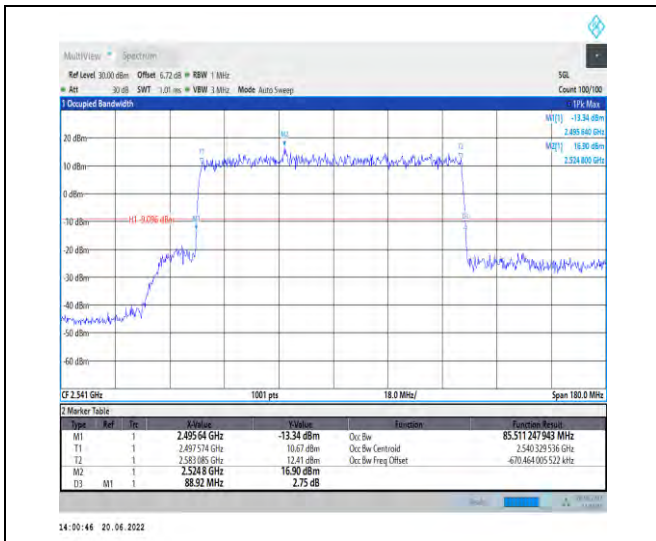 MultiView Spectrum
Ref Level 30.00 dBm Offset 6.72 dB RBW 1 MHz SGL
Att 30 dB SWT 1.01 ms VBW 3 MHz Mode Auto Sweep Count 100/100
1 Occupied Bandwidth 1Pk Max
M1[1] -13.34 dBm
2.495 640 GHz
20 dBm
M2[1] 16.90 dBm
2.524 800 GHz
M2
T1
T2
10 dBm
0 dBm
-10 dBm
H1 -9.096 dBm
M1
D3
-20 dBm
-30 dBm
-40 dBm
-50 dBm
-60 dBm
CF 2.541 GHz 1001 pts 18.0 MHz/ Span 180.0 MHz
2 Marker Table
Type Ref Trc X-Value Y-Value Function Function Result
M1 1 2.495 64 GHz -13.34 dBm Occ Bw 85.511 247 943 MHz
T1 1 2.497 574 GHz 10.67 dBm Occ Bw Centroid 2.540 329 536 GHz
T2 1 2.583 085 GHz 12.41 dBm Occ Bw Freq Offset -670.464 005 522 kHz
M2 1 2.524 8 GHz 16.90 dBm
D3 M1 1 88.92 MHz 2.75 dB
14:00:46 20.06.2022